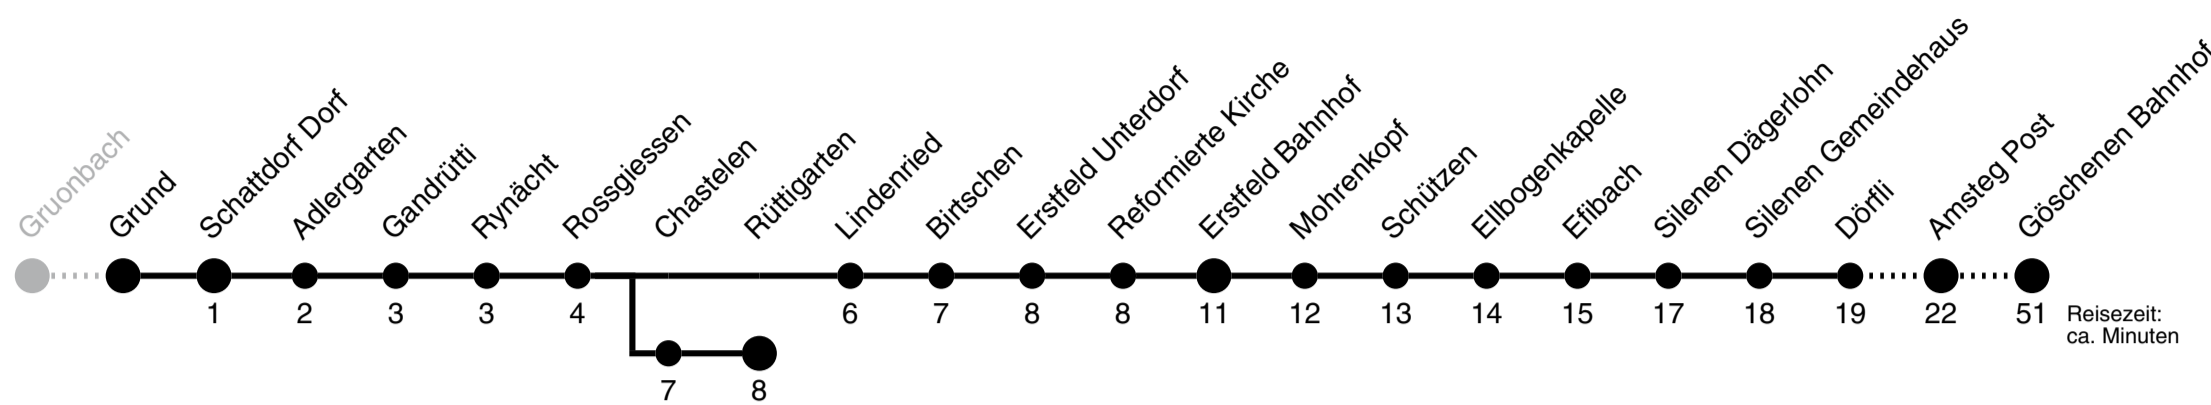 Gruonbach
Grund
Schattdorf Dorf
Adlergarten
Gandrütti
Rynächt
Rossgiessen
Chastelen
Rüttigarten
Lindenried
Birtschen
Erstfeld Unterdorf
Reformierte Kirche
Erstfeld Bahnhof
Mohrenkopf
Schützen
Ellbogenkapelle
Efibach
Silenen Dägerlohn
Silenen Gemeindehaus
Dörfli
Amsteg Post
Göschenen Bahnhof
1 2 3 3 4 6 7 8 8 11 12 13 14 15 17 18 19 22 51 Reisezeit:
ca. Minuten
7 8